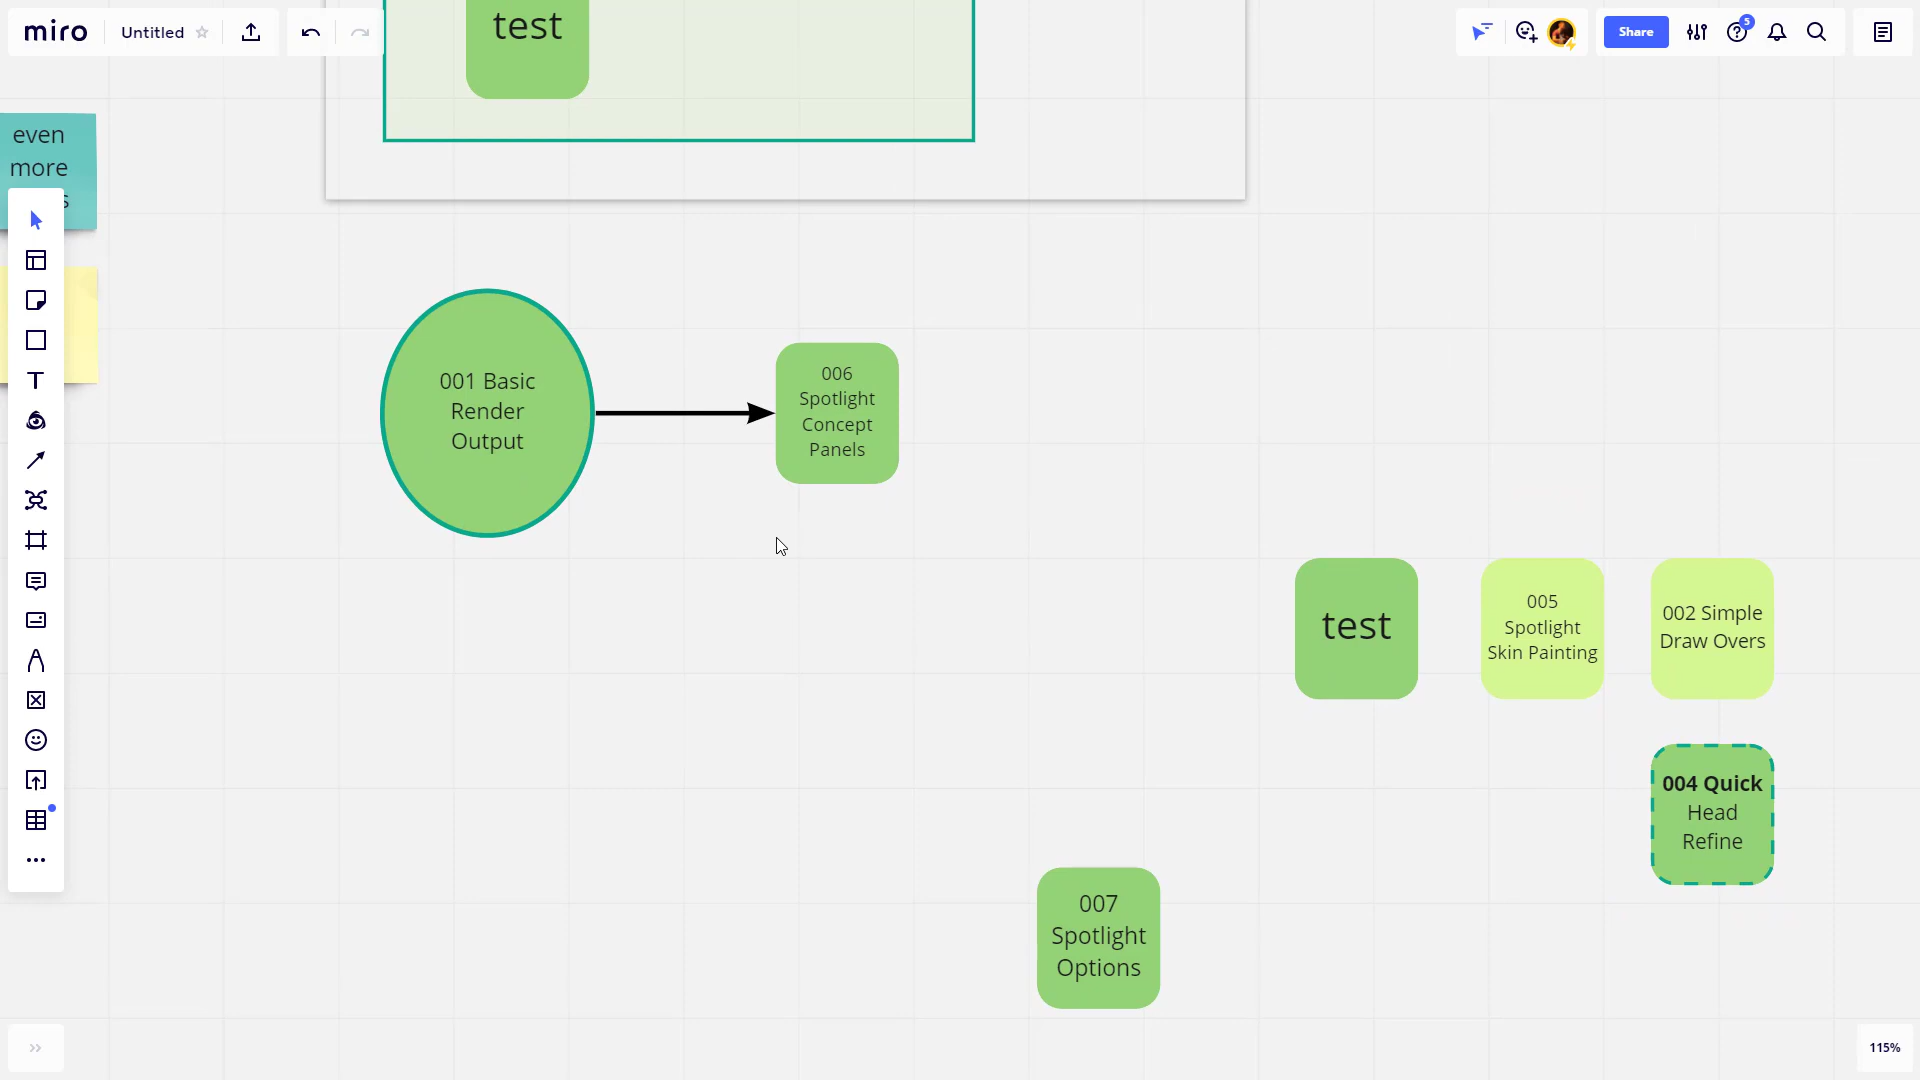 miro
Untitled
test
Share
5
even
more
s
001 Basic
Render
Output
006
Spotlight
Concept
Panels
test
005
Spotlight
Skin Painting
002 Simple
Draw Overs
004 Quick
Head
Refine
007
Spotlight
Options
115%